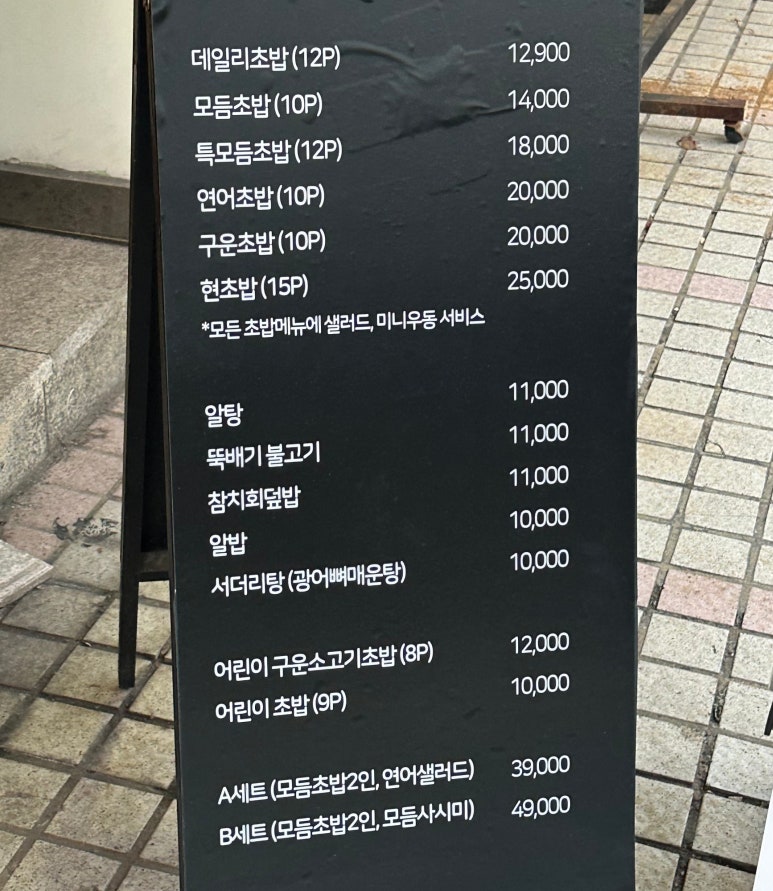 데일리초밥 (12P) 12,900
모듬초밥 (10P) 14,000
특모듬초밥 (12P) 18,000
연어초밥 (10P) 20,000
구운초밥 (10P) 20,000
현초밥 (15P) 25,000
*모든 초밥메뉴에 샐러드, 미니우동 서비스
알탕 11,000
뚝배기 불고기 11,000
참치회덮밥 11,000
알밥 10,000
서더리탕 (광어뼈매운탕) 10,000
어린이 구운소고기초밥 (8P) 12,000
어린이 초밥 (9P) 10,000
A세트 (모듬초밥2인, 연어샐러드) 39,000
B세트 (모듬초밥2인, 모듬사시미) 49,000